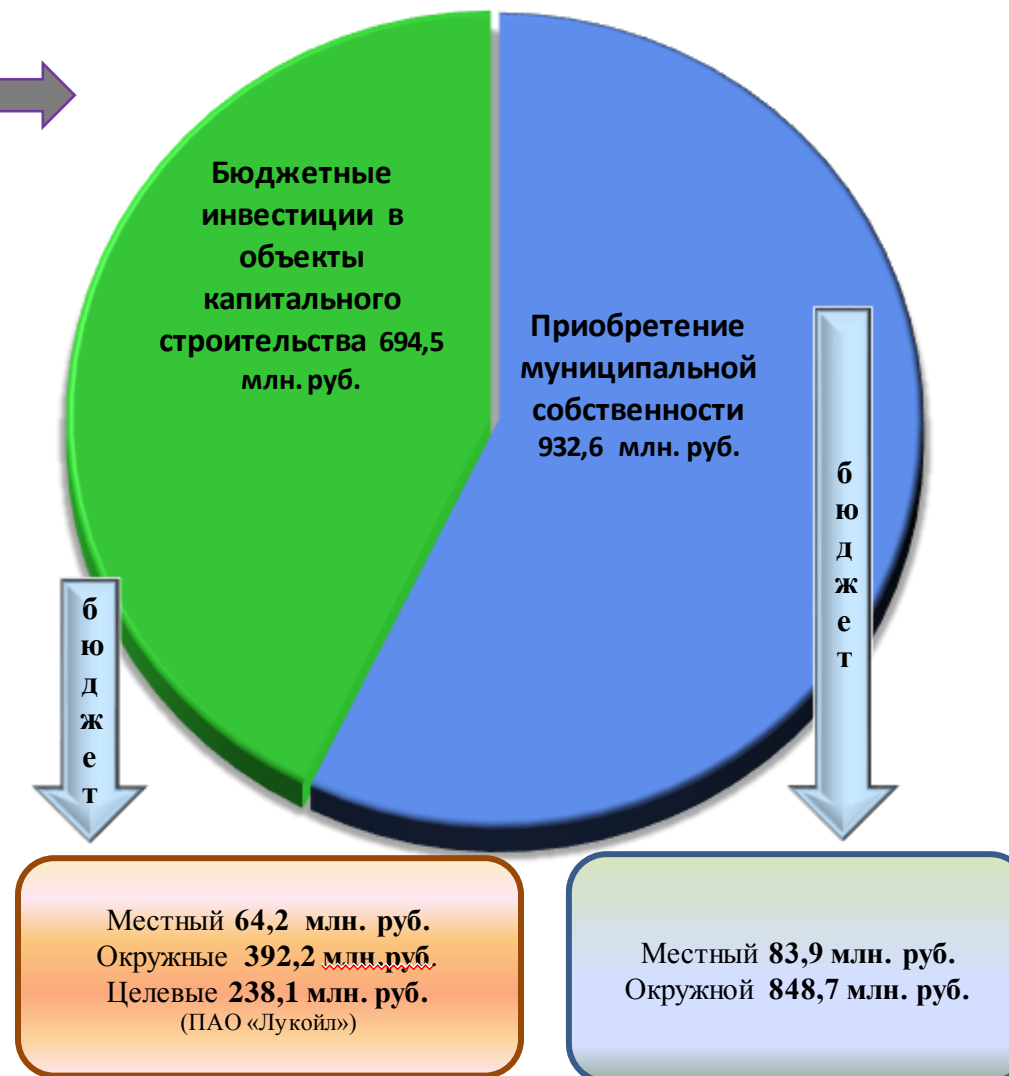 Бюджетные
инвестиции в
объекты
капитального
строительства 694,5
млн. руб.
Приобретение
муниципальной
собственности
932,6 млн. руб.
бюджет
бюджет
Местный 64,2 млн. руб.
Окружные 392,2 млн.руб.
Целевые 238,1 млн. руб.
(ПАО «Лукойл»)
Местный 83,9 млн. руб.
Окружной 848,7 млн. руб.